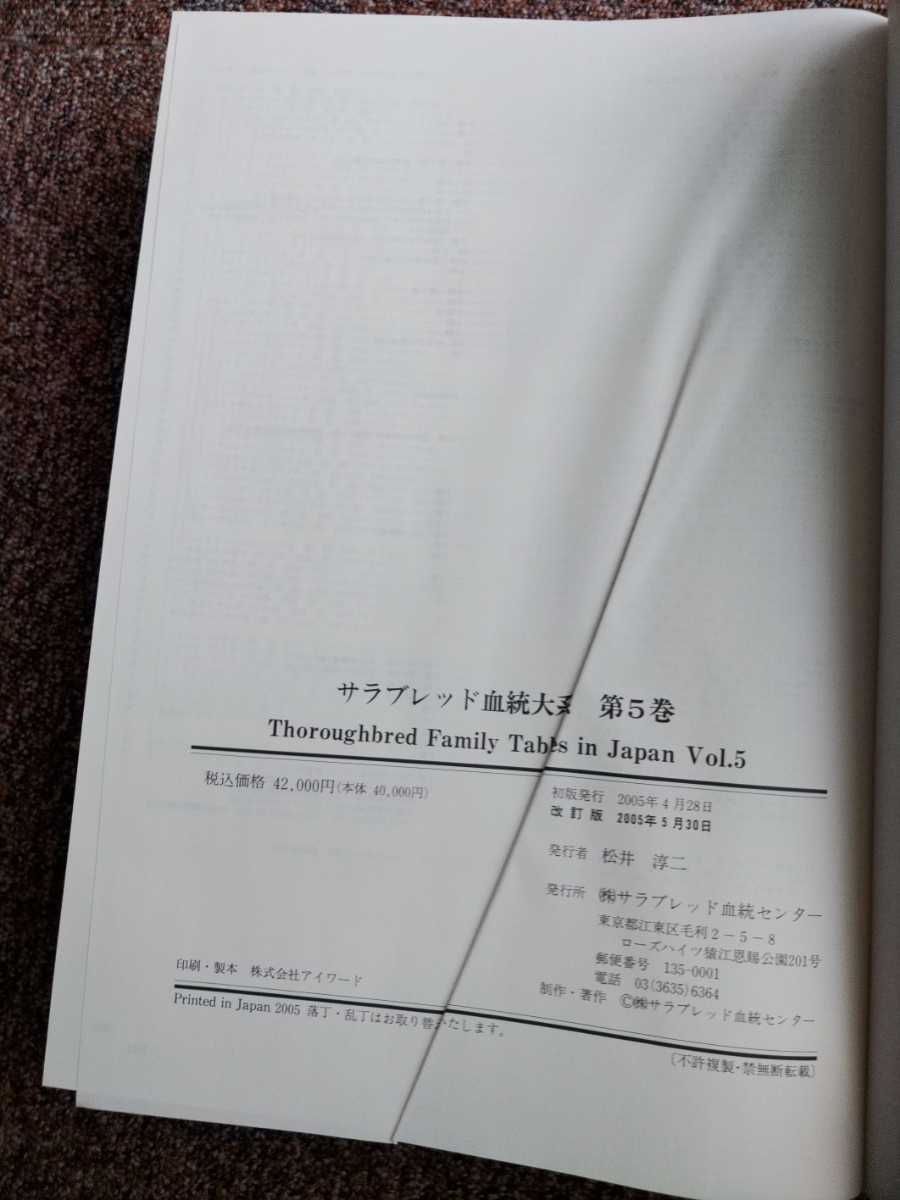 サラブレッド血統大系 第5巻
Thoroughbred Family Tables in Japan Vol.5
税込価格 42,000円(本体 40,000円)
初版発行 2005年4月28日
改訂版 2005年5月30日
発行者 松井 淳二
発行所 ㈱サラブレッド血統センター
東京都江東区毛利2-5-8
ローズハイツ猿江恩賜公園201号
郵便番号 135-0001
電話 03(3635)6364
制作・著作 Ⓒ㈱サラブレッド血統センター
印刷・製本 株式会社アイワード
Printed in Japan 2005 落丁・乱丁はお取り替たします。
〔不許複製・禁無断転載〕